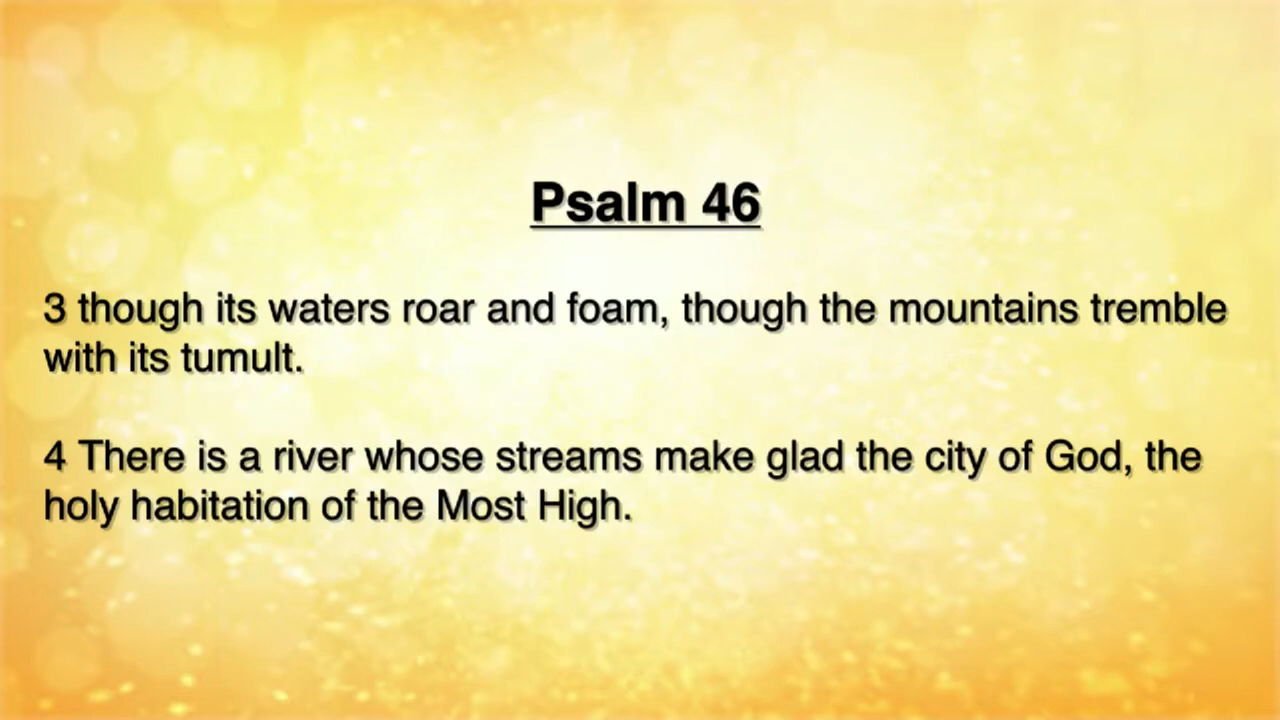 Psalm 46
3 though its waters roar and foam, though the mountains tremble
with its tumult.
4 There is a river whose streams make glad the city of God, the
holy habitation of the Most High.